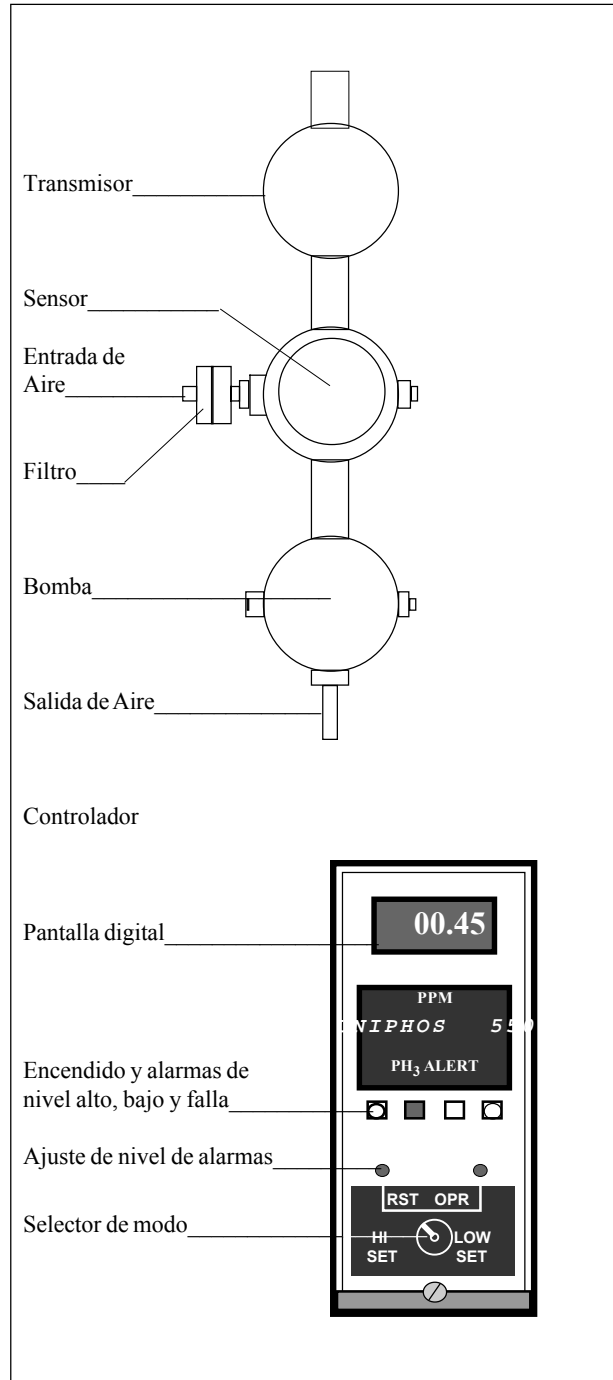 Transmisor
Sensor
Entrada de
Aire
Filtro
Bomba
Salida de Aire
Controlador
Pantalla digital
00.45
PPM
NIPHOS 550
PH₃ ALERT
Encendido y alarmas de
nivel alto, bajo y falla
Ajuste de nivel de alarmas
RST OPR
Selector de modo
HI SET
LOW SET